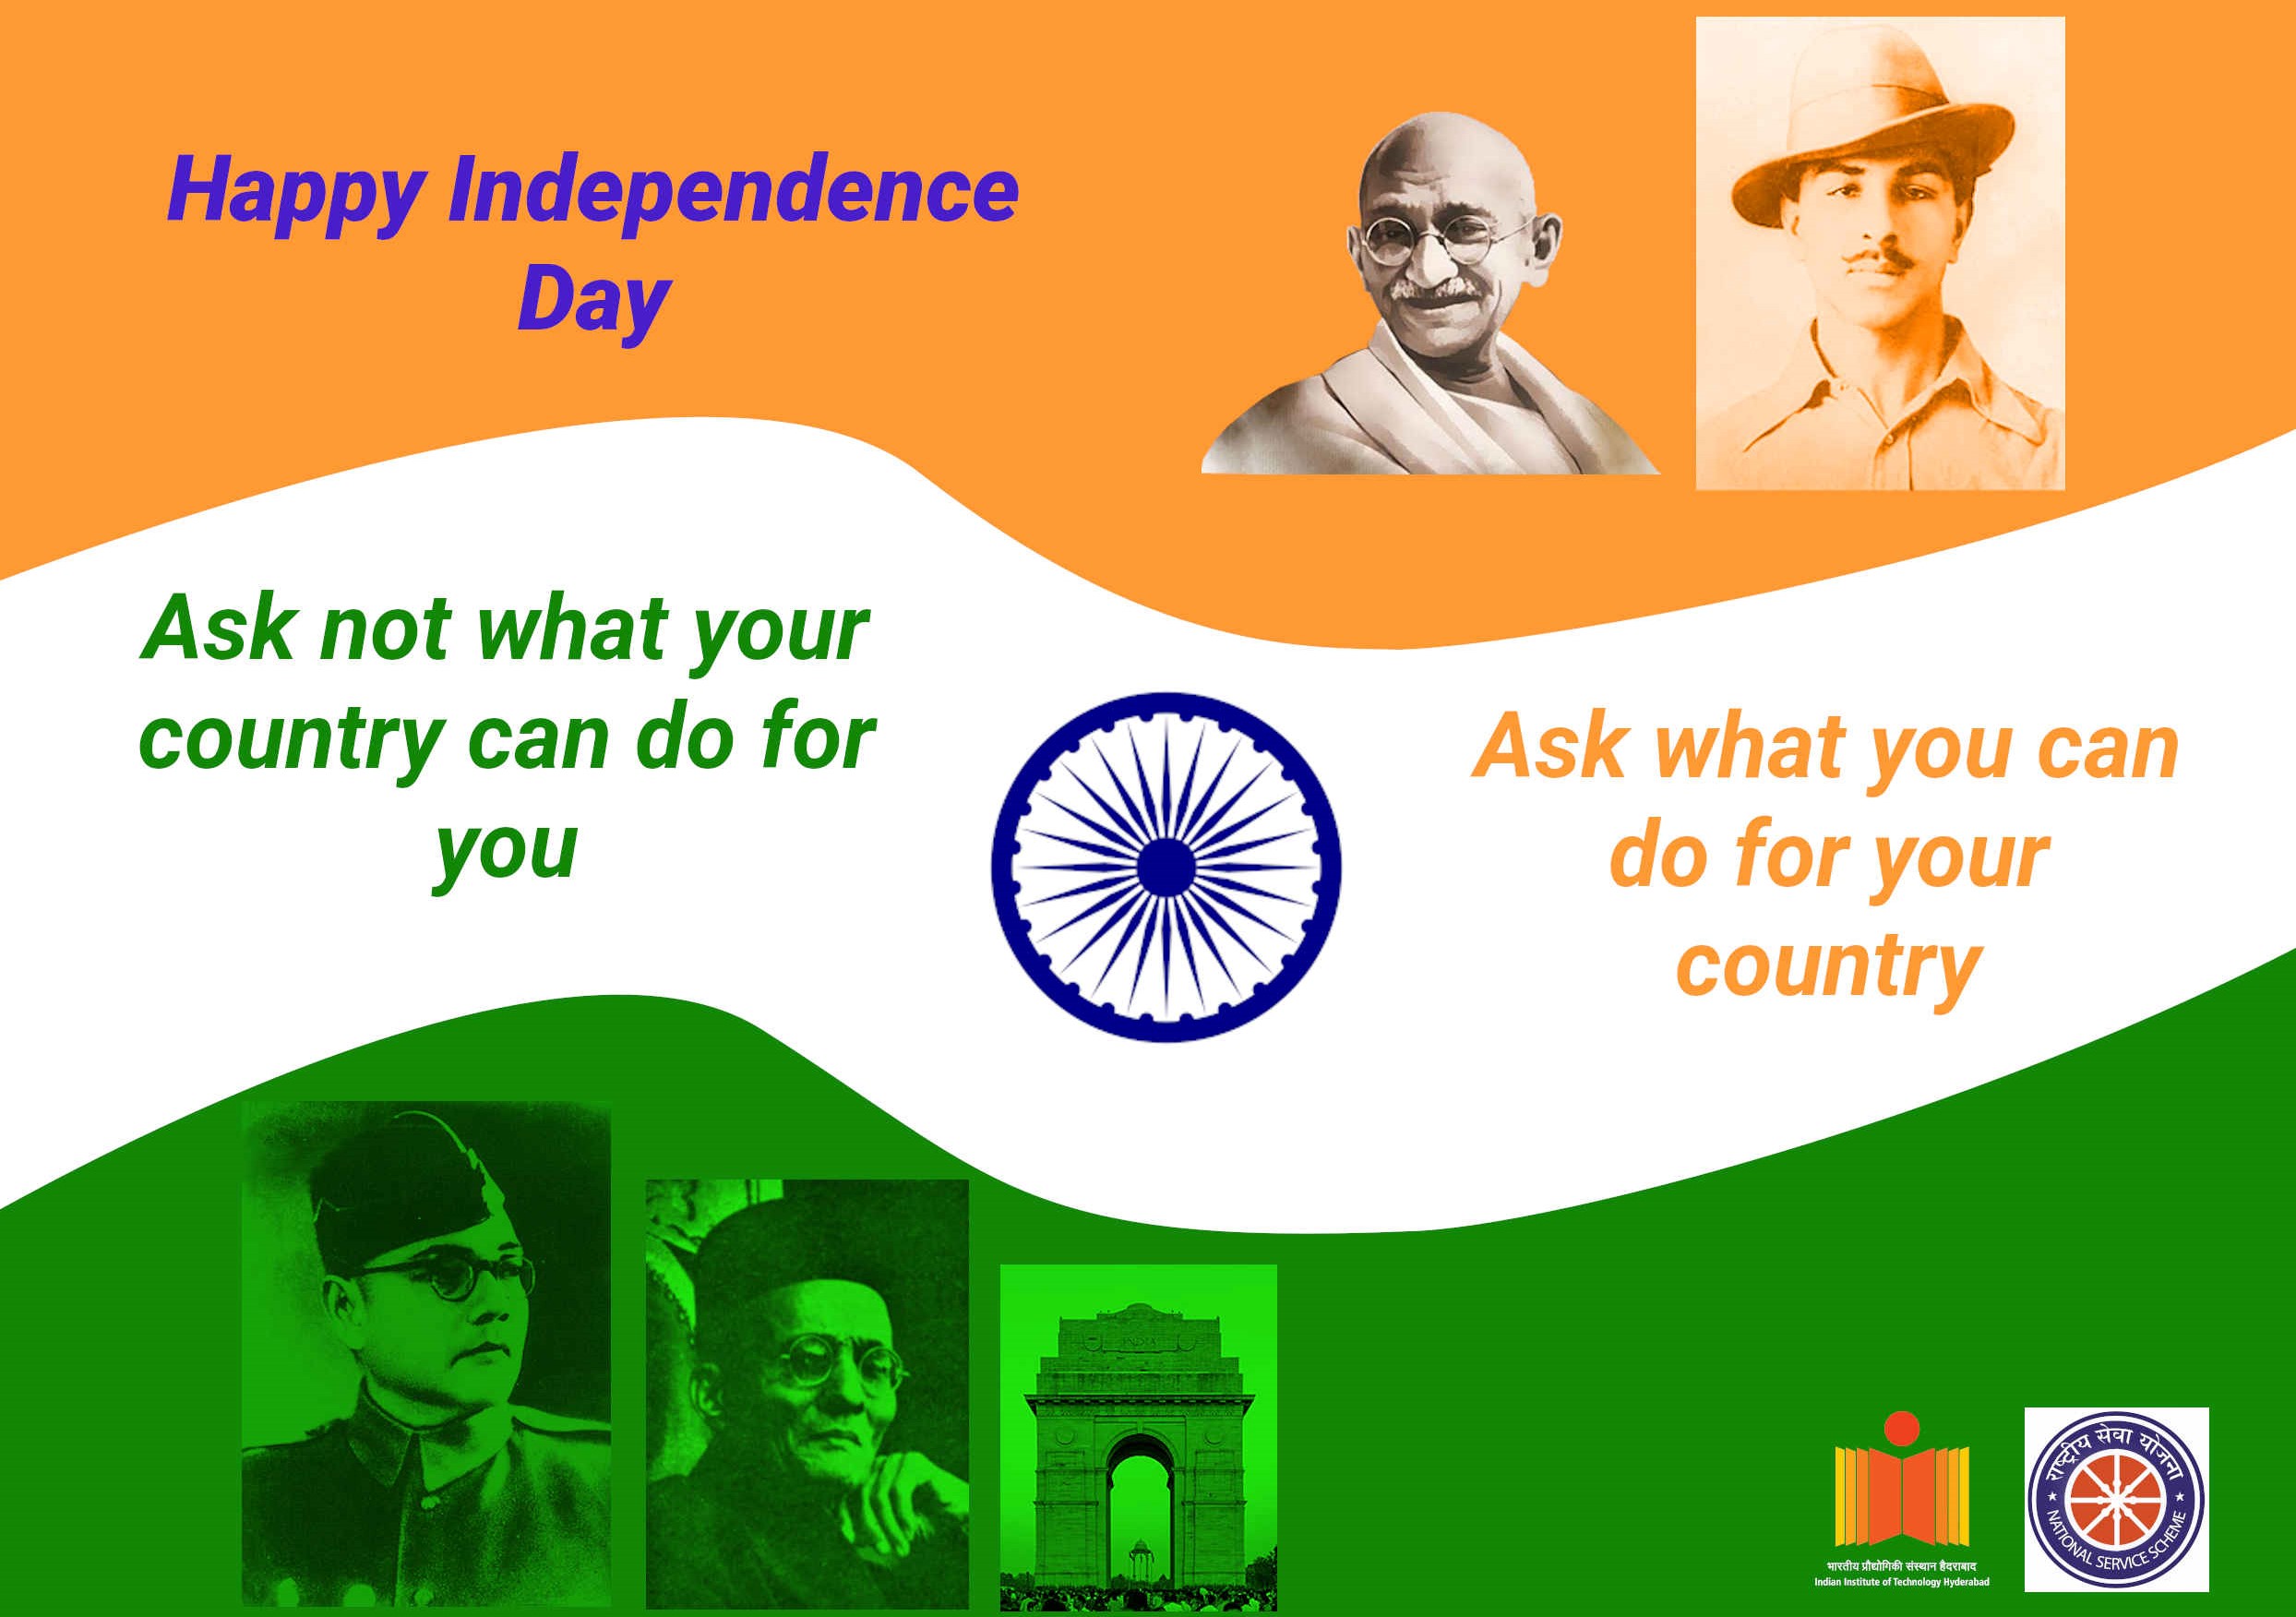 Happy Independence
Day
Ask not what your
country can do for
you
Ask what you can
do for your
country
INDIA
भारतीय प्रौद्योगिकी संस्थान हैदराबाद
Indian Institute of Technology Hyderabad
राष्ट्रीय सेवा योजना
NATIONAL SERVICE SCHEME